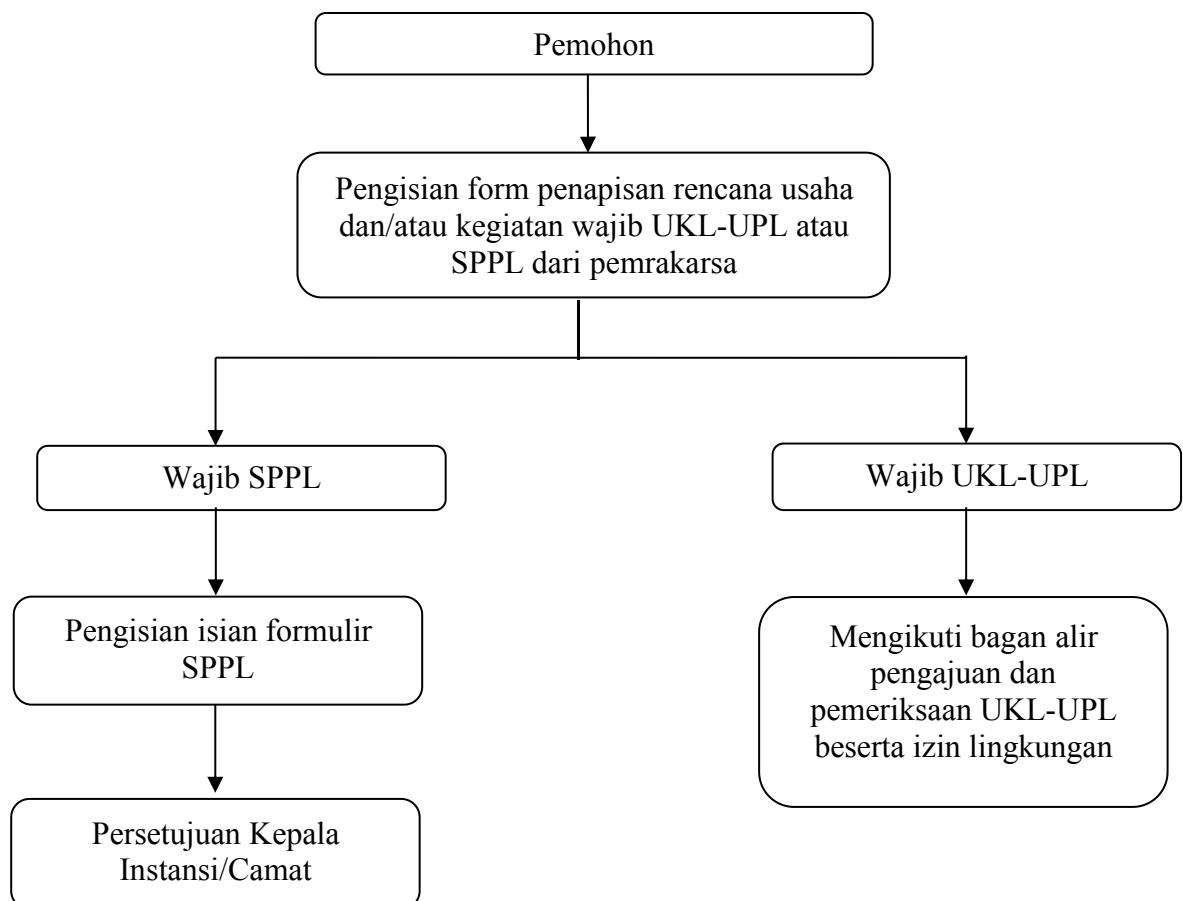 Pemohon
Pengisian form penapisan rencana usaha
dan/atau kegiatan wajib UKL-UPL atau
SPPL dari pemrakarsa
Wajib SPPL
Wajib UKL-UPL
Pengisian isian formulir
SPPL
Mengikuti bagan alir
pengajuan dan
pemeriksaan UKL-UPL
beserta izin lingkungan
Persetujuan Kepala
Instansi/Camat